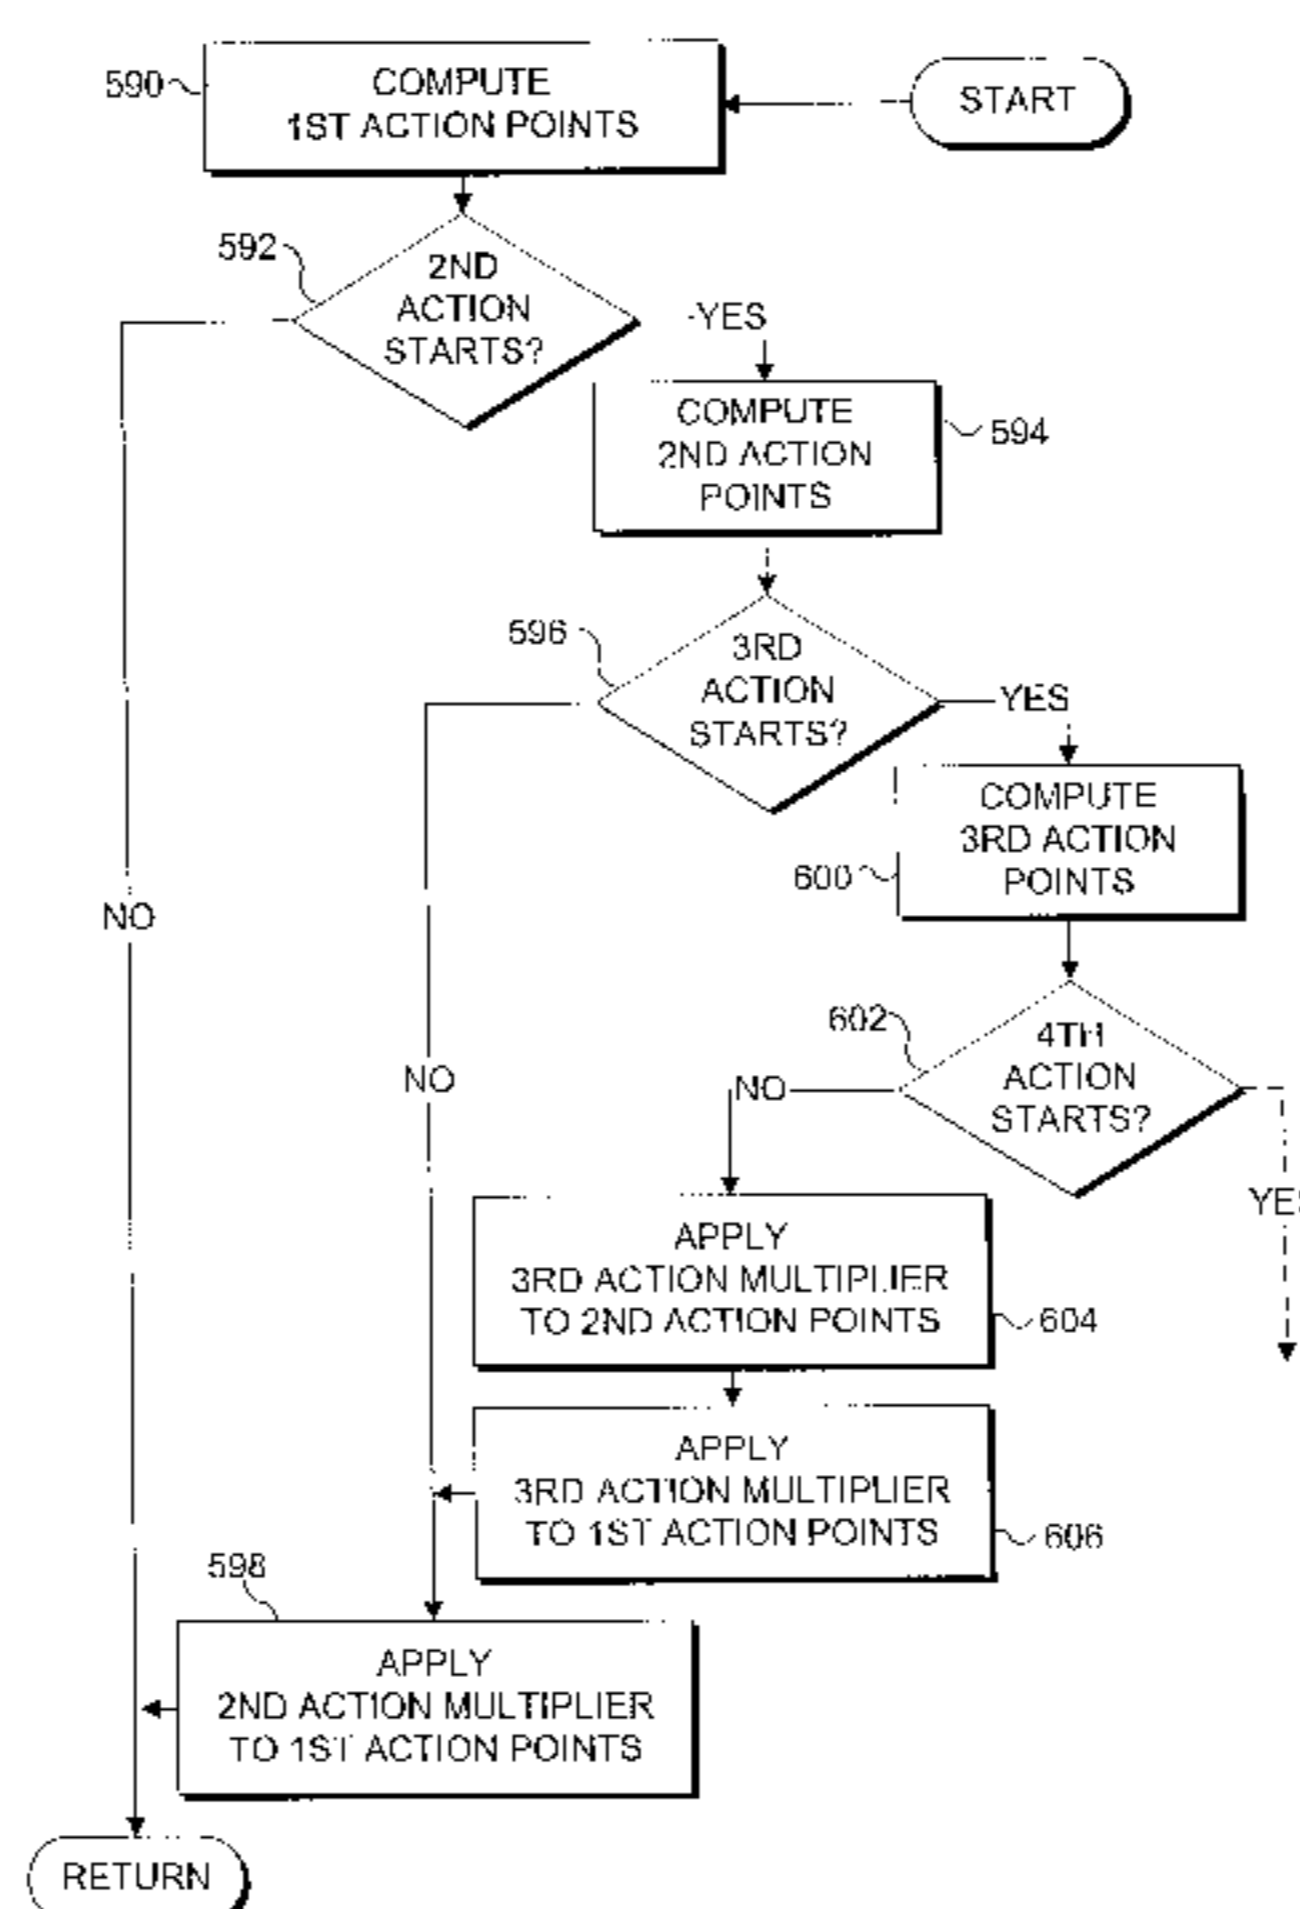 590
COMPUTE
1ST ACTION POINTS
START
592
2ND
ACTION
STARTS?
YES
COMPUTE
2ND ACTION
POINTS
594
596
3RD
ACTION
STARTS?
YES
COMPUTE
3RD ACTION
POINTS
600
NO
602
4TH
ACTION
STARTS?
NO
NO
YES
APPLY
3RD ACTION MULTIPLIER
TO 2ND ACTION POINTS
604
APPLY
3RD ACTION MULTIPLIER
TO 1ST ACTION POINTS
606
598
APPLY
2ND ACTION MULTIPLIER
TO 1ST ACTION POINTS
RETURN